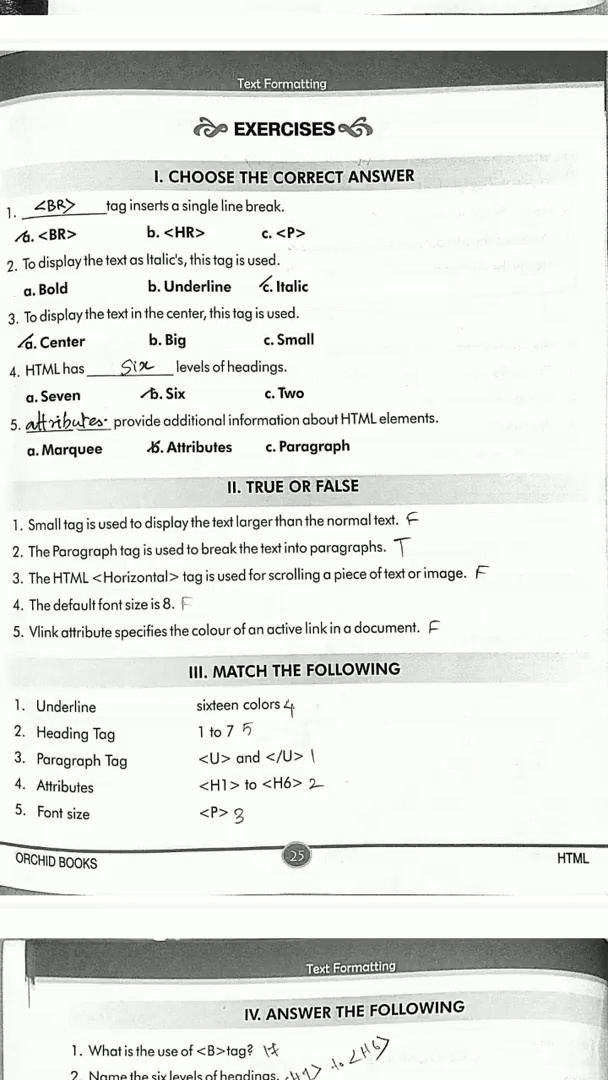 Text Formatting
EXERCISES
I. CHOOSE THE CORRECT ANSWER
1. <BR> tag inserts a single line break.
a. <BR> b. <HR> c. <P>
2. To display the text as Italic's, this tag is used.
a. Bold b. Underline c. Italic
3. To display the text in the center, this tag is used.
a. Center b. Big c. Small
4. HTML has Six levels of headings.
a. Seven b. Six c. Two
5. attributes. provide additional information about HTML elements.
a. Marquee b. Attributes c. Paragraph
II. TRUE OR FALSE
1. Small tag is used to display the text larger than the normal text. F
2. The Paragraph tag is used to break the text into paragraphs. T
3. The HTML <Horizontal> tag is used for scrolling a piece of text or image. F
4. The default font size is 8. F
5. Vlink attribute specifies the colour of an active link in a document. F
III. MATCH THE FOLLOWING
1. Underline sixteen colors 4
2. Heading Tag 1 to 7 5
3. Paragraph Tag <U> and </U> 1
4. Attributes <H1> to <H6> 2
5. Font size <P> 3
ORCHID BOOKS 25 HTML
Text Formatting
IV. ANSWER THE FOLLOWING
1. What is the use of <B>tag?
2. Name the six levels of headings. <H1> to <H6>